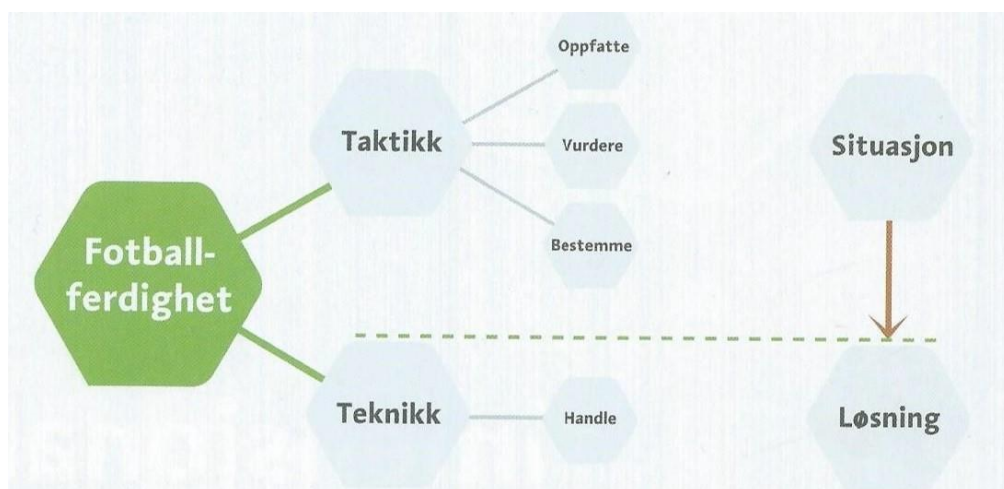 Oppfatte
Taktikk
Vurdere
Situasjon
Bestemme
Fotball-
ferdighet
Teknikk
Handle
Løsning